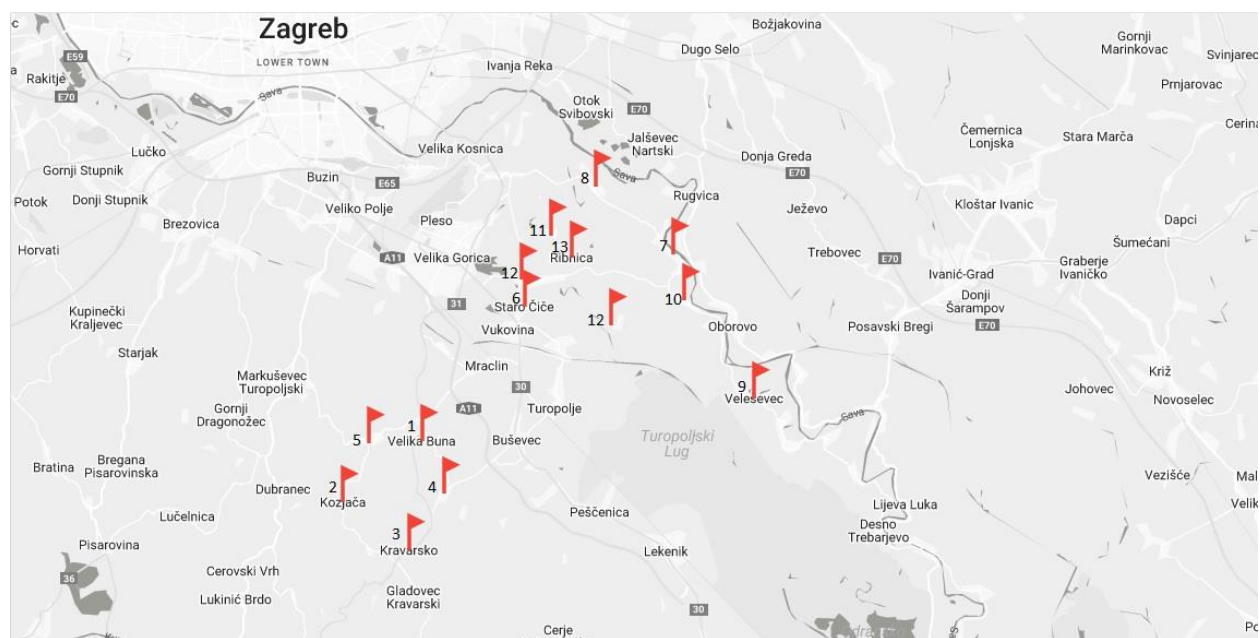 Zagreb
LOWER TOWN
Božjakovina
Dugo Selo
Gornji
Marinkovac
Svinjarec
Prnjarovac
E59
Rakitje
E70
Sava
Ivanja Reka
Otok
Svibovski
E70
Jalševec
Nartski
Čemernica
Lonjska
Stara Marča
Cerina
Lučko
Velika Kosnica
Donja Greda
E70
Gornji Stupnik
Buzin
E65
8
Sava
Rugvica
Potok
Donji Stupnik
Veliko Polje
Pleso
Ježevo
Kloštar Ivanić
Dapci
Brezovica
11
13
7
Horvati
A11
Velika Gorica
Ribnica
Trebovec
E70
Šumećani
Graberje
Ivaničko
12
Ivanić-Grad
6
Staro Čiče
10
Donji
Šarampov
31
12
Kupinečki
Kraljevec
Vukovina
Oborovo
Posavski Bregi
E70
Starjak
Mraclin
Markuševec
Turopoljski
30
9
Velesevec
Križ
Johovec
Novoselec
Gornji
Dragonožec
A11
Turopolje
Sava
5
1
Velika Buna
Buševec
Turopoljski
Lug
Bratina
Bregana
Pisarovinska
2
Kozjača
4
Dubranec
Vezišće
Lučelnica
Peščenica
Lijeva Luka
Desno
Trebarjevo
3
Kravarsko
Pisarovina
Lekenik
Cerovski Vrh
36
Lukinić Brdo
Gladovec
Kravarski
30
Cerje